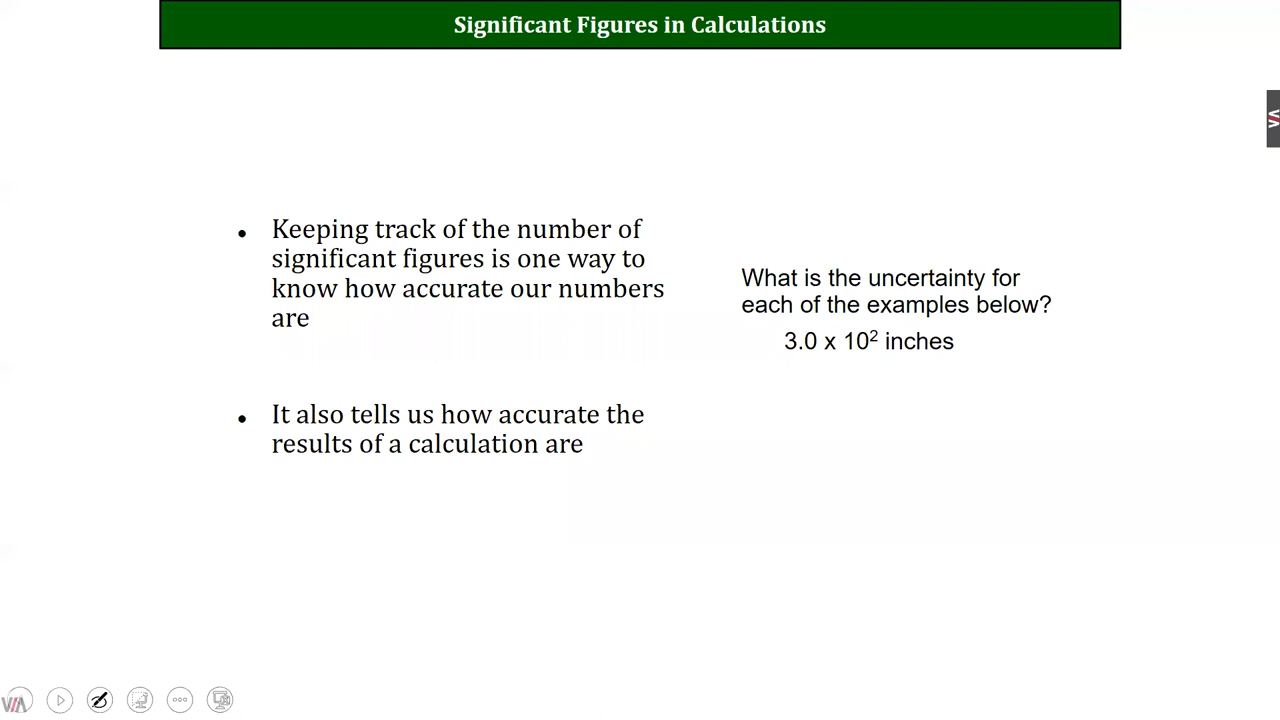 Significant Figures in Calculations
• Keeping track of the number of
significant figures is one way to
know how accurate our numbers
are
What is the uncertainty for
each of the examples below?
3.0 x 10² inches
• It also tells us how accurate the
results of a calculation are
VIA